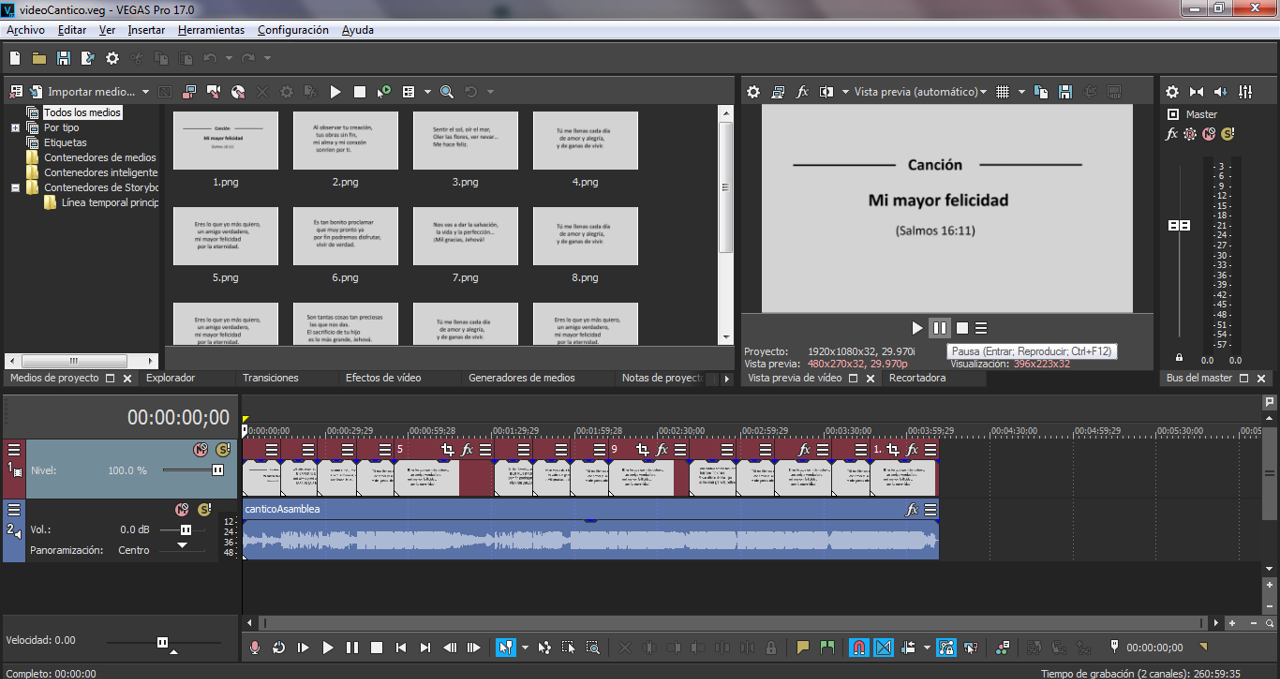 videoCantico.veg - VEGAS Pro 17.0
Archivo Editar Ver Insertar Herramientas Configuración Ayuda
Importar medio...
Todos los medios
Por tipo
Etiquetas
Contenedores de medios
Contenedores inteligente
Contenedores de Storybo
Línea temporal princip
Canción
Mi mayor felicidad
(Salmos 16:11)
1.png
Al observar tu creación,
tus obras sin fin,
mi alma y mi corazón
sonríen por ti.
2.png
Sentir el sol, oír el mar,
Oler las flores, ver nevar...
Me hace feliz.
3.png
Tú me llenas cada día
de amor y alegría,
y de ganas de vivir.
4.png
Eres lo que yo más quiero,
un amigo verdadero,
mi mayor felicidad
por la eternidad.
5.png
Es tan bonito proclamar
que muy pronto ya
por fin podremos disfrutar,
vivir de verdad.
6.png
Nos vas a dar la salvación,
la vida y la perfección...
¡Mil gracias, Jehová!
7.png
Tú me llenas cada día
de amor y alegría,
y de ganas de vivir.
8.png
Eres lo que yo más quiero,
un amigo verdadero,
mi mayor felicidad
por la eternidad.
Son tantas cosas tan preciosas
las que nos das.
El sacrificio de tu hijo
es lo más grande, Jehová.
Tú me llenas cada día
de amor y alegría,
y de ganas de vivir.
Eres lo que yo más quiero,
un amigo verdadero,
mi mayor felicidad
por la eternidad.
Medios de proyecto Explorador Transiciones Efectos de vídeo Generadores de medios Notas de proyecto
fx Vista previa (automático)
Canción
Mi mayor felicidad
(Salmos 16:11)
Proyecto: 1920x1080x32, 29.970i
Pausa (Entrar; Reproducir; Ctrl+F12)
Vista previa: 480x270x32, 29.970p Visualización: 396x223x32
Vista previa de vídeo Recortadora
Master
fx
-3 -
-6 -
-9 -
-12-
-15-
-18-
-21-
-24-
-27-
-30-
-33-
-36-
-39-
-42-
-45-
-48-
-51-
-54-
-57-
0.0 0.0
Bus del master
00:00:00;00
0:00:00:00 00:00:29;29 00:00:59;28 00:01:29;29 00:01:59;28 00:02:30;00 00:02:59;29 00:03:30;00 00:03:59;29 00:04:30;00 00:04:59;29 00:05:30;00 00:05
1
Nivel: 100.0 %
5 fx 9 fx fx 1. fx
2
Vol.: 0.0 dB
Panoramización: Centro
12
24
36
48
canticoAsamblea fx
Velocidad: 0.00
00:00:00;00
Completo: 00:00:00
Tiempo de grabación (2 canales): 260:59:35